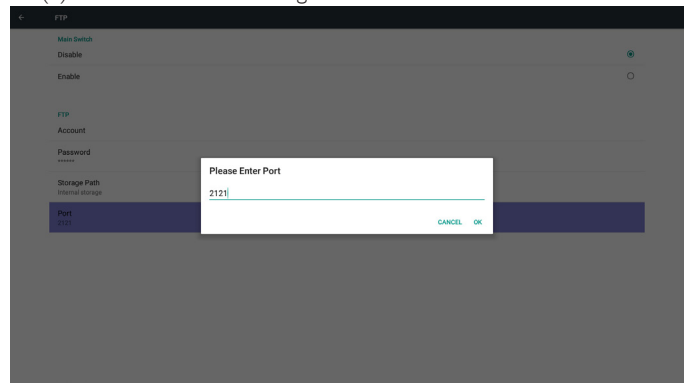 FTP
Main Switch
Disable
Enable
FTP
Account
Password
******
Storage Path
Internal storage
Port
2121
Please Enter Port
2121
CANCEL OK